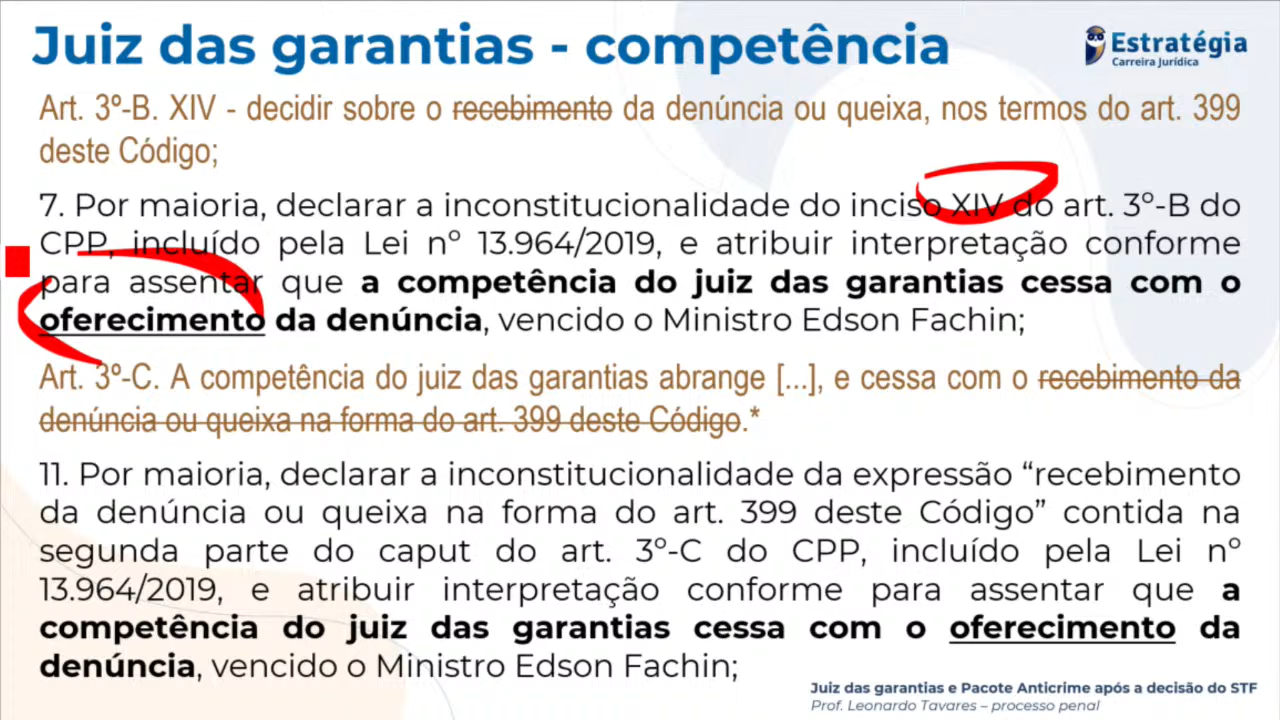 Juiz das garantias - competência
Estratégia
Carreira Jurídica
Art. 3º-B. XIV - decidir sobre o recebimento da denúncia ou queixa, nos termos do art. 399
deste Código;
7. Por maioria, declarar a inconstitucionalidade do inciso XIV do art. 3º-B do
CPP, incluído pela Lei nº 13.964/2019, e atribuir interpretação conforme
para assentar que a competência do juiz das garantias cessa com o
oferecimento da denúncia, vencido o Ministro Edson Fachin;
Art. 3º-C. A competência do juiz das garantias abrange [...], e cessa com o recebimento da
denúncia ou queixa na forma do art. 399 deste Código.*
11. Por maioria, declarar a inconstitucionalidade da expressão “recebimento
da denúncia ou queixa na forma do art. 399 deste Código” contida na
segunda parte do caput do art. 3º-C do CPP, incluído pela Lei nº
13.964/2019, e atribuir interpretação conforme para assentar que a
competência do juiz das garantias cessa com o oferecimento da
denúncia, vencido o Ministro Edson Fachin;
Juiz das garantias e Pacote Anticrime após a decisão do STF
Prof. Leonardo Tavares – processo penal